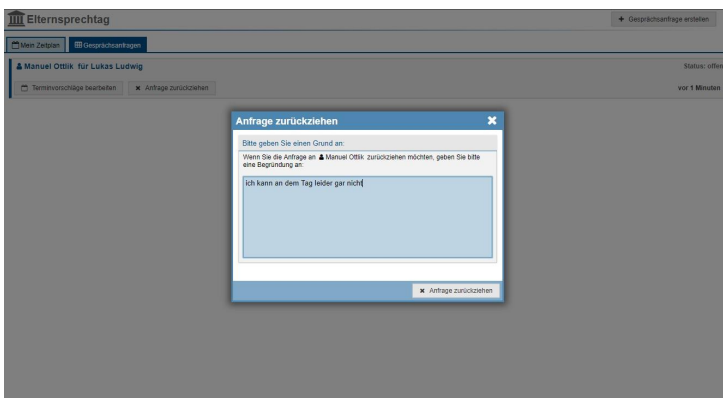 Elternsprechtag
Gesprächsanfrage erstellen
Mein Zeitplan
Gesprächsanfragen
Manuel Ottlik für Lukas Ludwig
Status: offen
Terminvorschläge bearbeiten
Anfrage zurückziehen
vor 1 Minuten
Anfrage zurückziehen
Bitte geben Sie einen Grund an:
Wenn Sie die Anfrage an Manuel Ottlik zurückziehen möchten, geben Sie bitte
eine Begründung an:
ich kann an dem Tag leider gar nicht
Anfrage zurückziehen